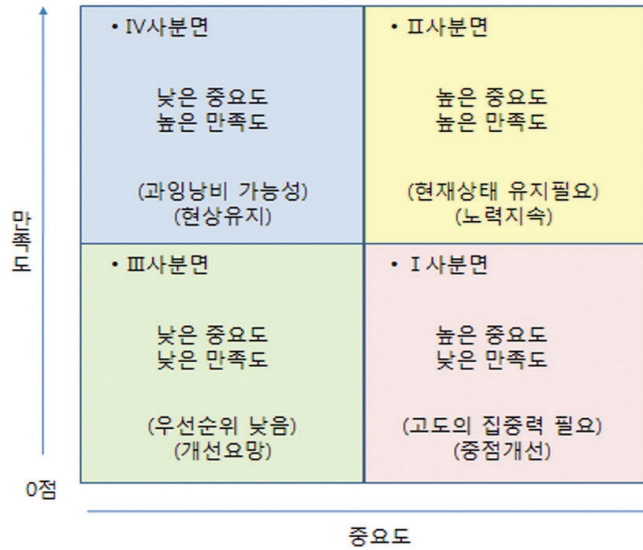 • Ⅳ사분면
낮은 중요도
높은 만족도
(과잉낭비 가능성)
(현상유지)
• Ⅱ사분면
높은 중요도
높은 만족도
(현재상태 유지필요)
(노력지속)
만족도
• Ⅲ사분면
낮은 중요도
낮은 만족도
(우선순위 낮음)
(개선요망)
• Ⅰ사분면
높은 중요도
낮은 만족도
(고도의 집중력 필요)
(중점개선)
0점
중요도